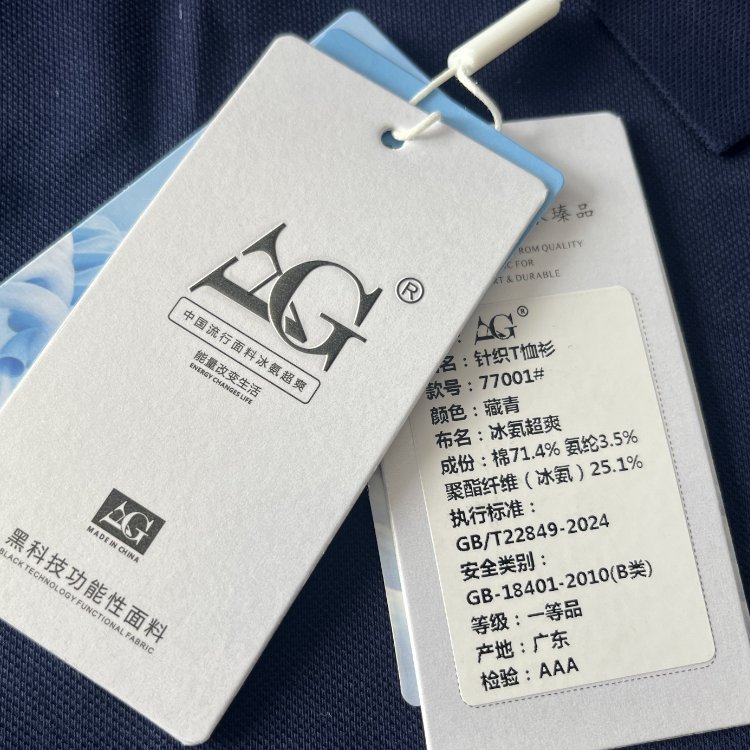 AG®
中国流行面料冰氨超爽
能量改变生活
ENERGY CHANGES LIFE
AG
MADE IN CHINA
黑科技功能性面料
BLACK TECHNOLOGY FUNCTIONAL FABRIC
臻品
ROM QUALITY
FOR
& DURABLE
: AG®
名：针织T恤衫
款号：77001#
颜色：藏青
布名：冰氨超爽
成份：棉71.4% 氨纶3.5%
聚酯纤维（冰氨）25.1%
执行标准：
GB/T22849-2024
安全类别：
GB-18401-2010(B类)
等级：一等品
产地：广东
检验：AAA